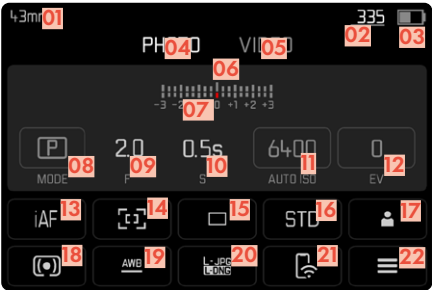 43mm 01 335 02 03
PHOTO 04 VIDEO 05
06
07
-3 -2 0 +1 +2 +3
P 08 2.0 09 0.5s 10 6400 11 0 12
MODE F S AUTO ISO EV
iAF 13 14 15 STD 16 17
18 AWB 19 L-JPG L-DNG 20 21 22